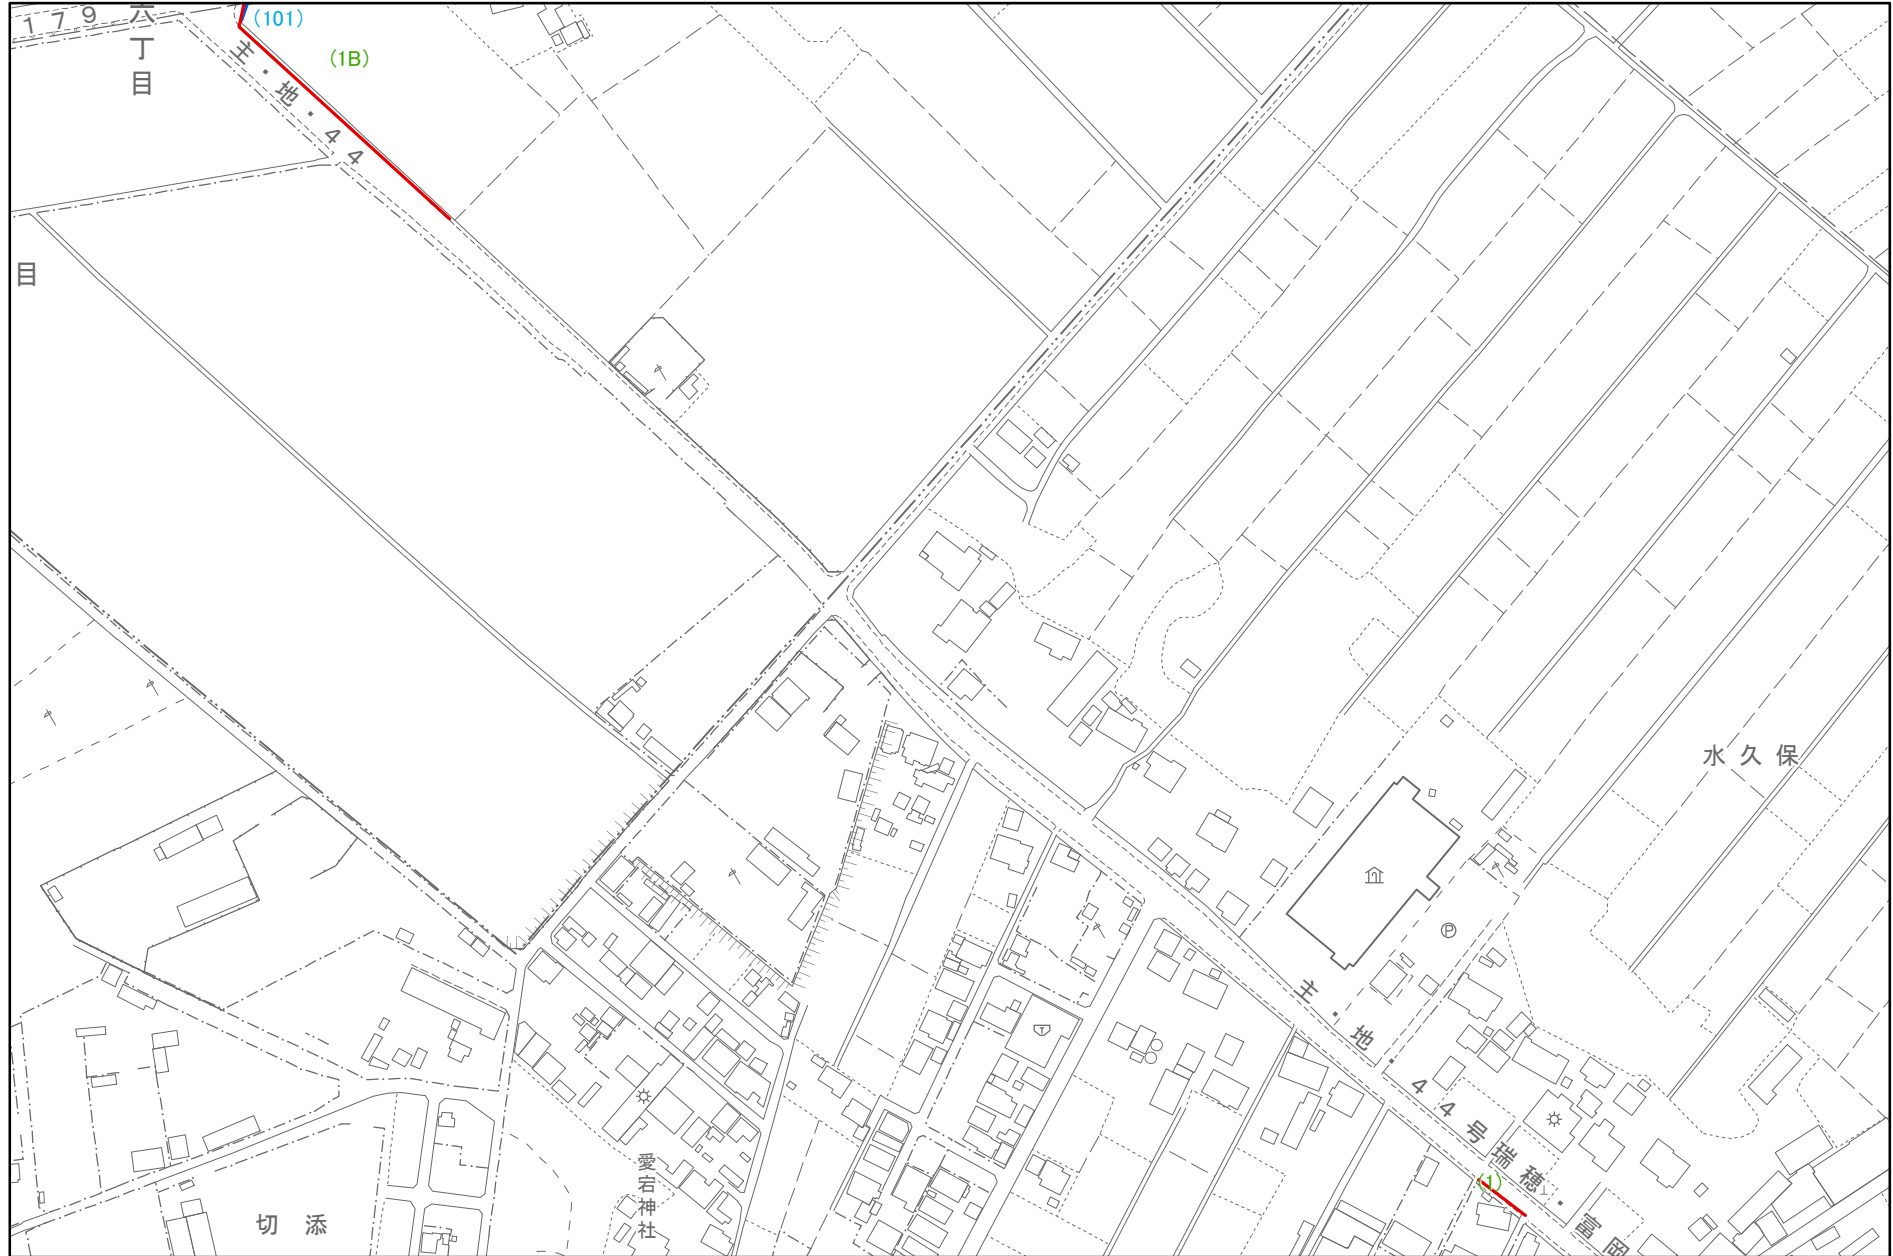 179
六丁目
(101)
(1B)
主・地・44
目
水久保
主・地・44号瑞穂・富岡
(1)
愛宕神社
切添
P